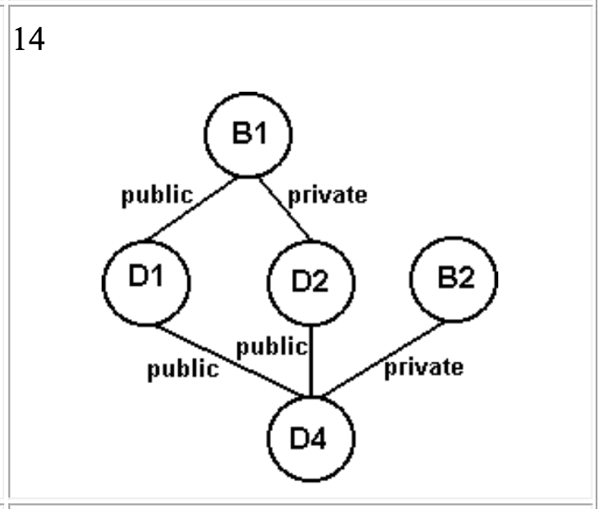 14
B1
public private
D1 D2 B2
public public private
D4